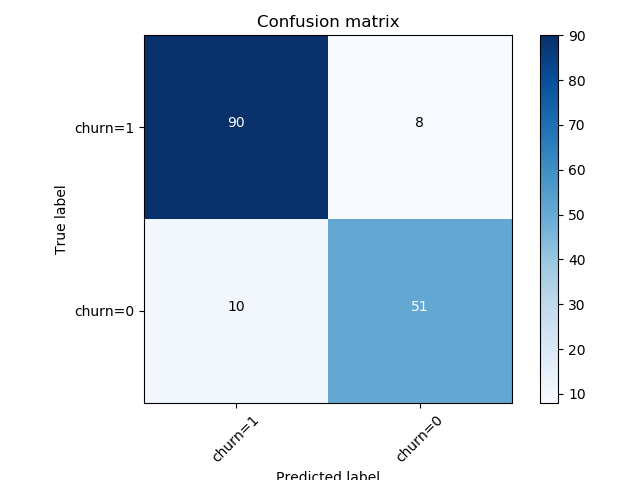 Confusion matrix
True label
churn=1
90
8
churn=0
10
51
churn=1
churn=0
Predicted label
90
80
70
60
50
40
30
20
10